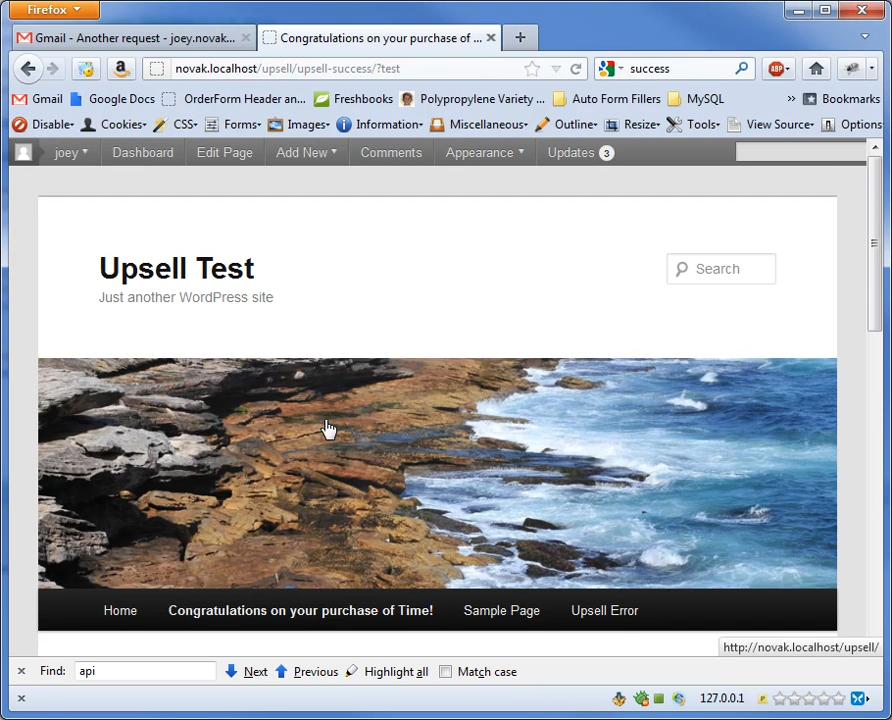 Firefox
Gmail - Another request - joey.novak...
Congratulations on your purchase of ...
novak.localhost/upsell/upsell-success/?test
success
ABP
Gmail
Google Docs
OrderForm Header an...
Freshbooks
Polypropylene Variety ...
Auto Form Fillers
MySQL
»
Bookmarks
Disable
Cookies
CSS
Forms
Images
Information
Miscellaneous
Outline
Resize
Tools
View Source
Options
joey
Dashboard
Edit Page
Add New
Comments
Appearance
Updates 3
Upsell Test
Search
Just another WordPress site
Home
Congratulations on your purchase of Time!
Sample Page
Upsell Error
http://novak.localhost/upsell/
Find:
api
Next
Previous
Highlight all
Match case
127.0.0.1